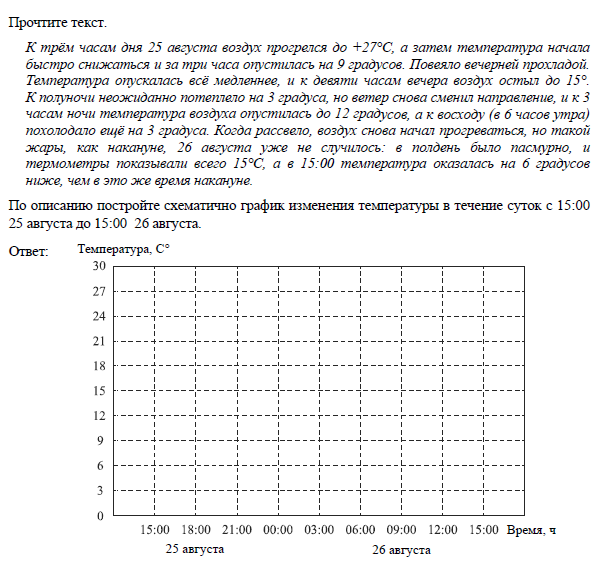 Прочтите текст.
К трём часам дня 25 августа воздух прогрелся до +27°С, а затем температура начала
быстро снижаться и за три часа опустилась на 9 градусов. Повеяло вечерней прохладой.
Температура опускалась всё медленнее, и к девяти часам вечера воздух остыл до 15°.
К полуночи неожиданно потеплело на 3 градуса, но ветер снова сменил направление, и к 3
часам ночи температура воздуха опустилась до 12 градусов, а к восходу (в 6 часов утра)
похолодало ещё на 3 градуса. Когда рассвело, воздух снова начал прогреваться, но такой
жары, как накануне, 26 августа уже не случилось: в полдень было пасмурно, и
термометры показывали всего 15°С, а в 15:00 температура оказалась на 6 градусов
ниже, чем в это же время накануне.
По описанию постройте схематично график изменения температуры в течение суток с 15:00
25 августа до 15:00 26 августа.
Ответ:
Температура, С°
30
27
24
21
18
15
12
9
6
3
0
15:00 18:00 21:00 00:00 03:00 06:00 09:00 12:00 15:00 Время, ч
25 августа 26 августа